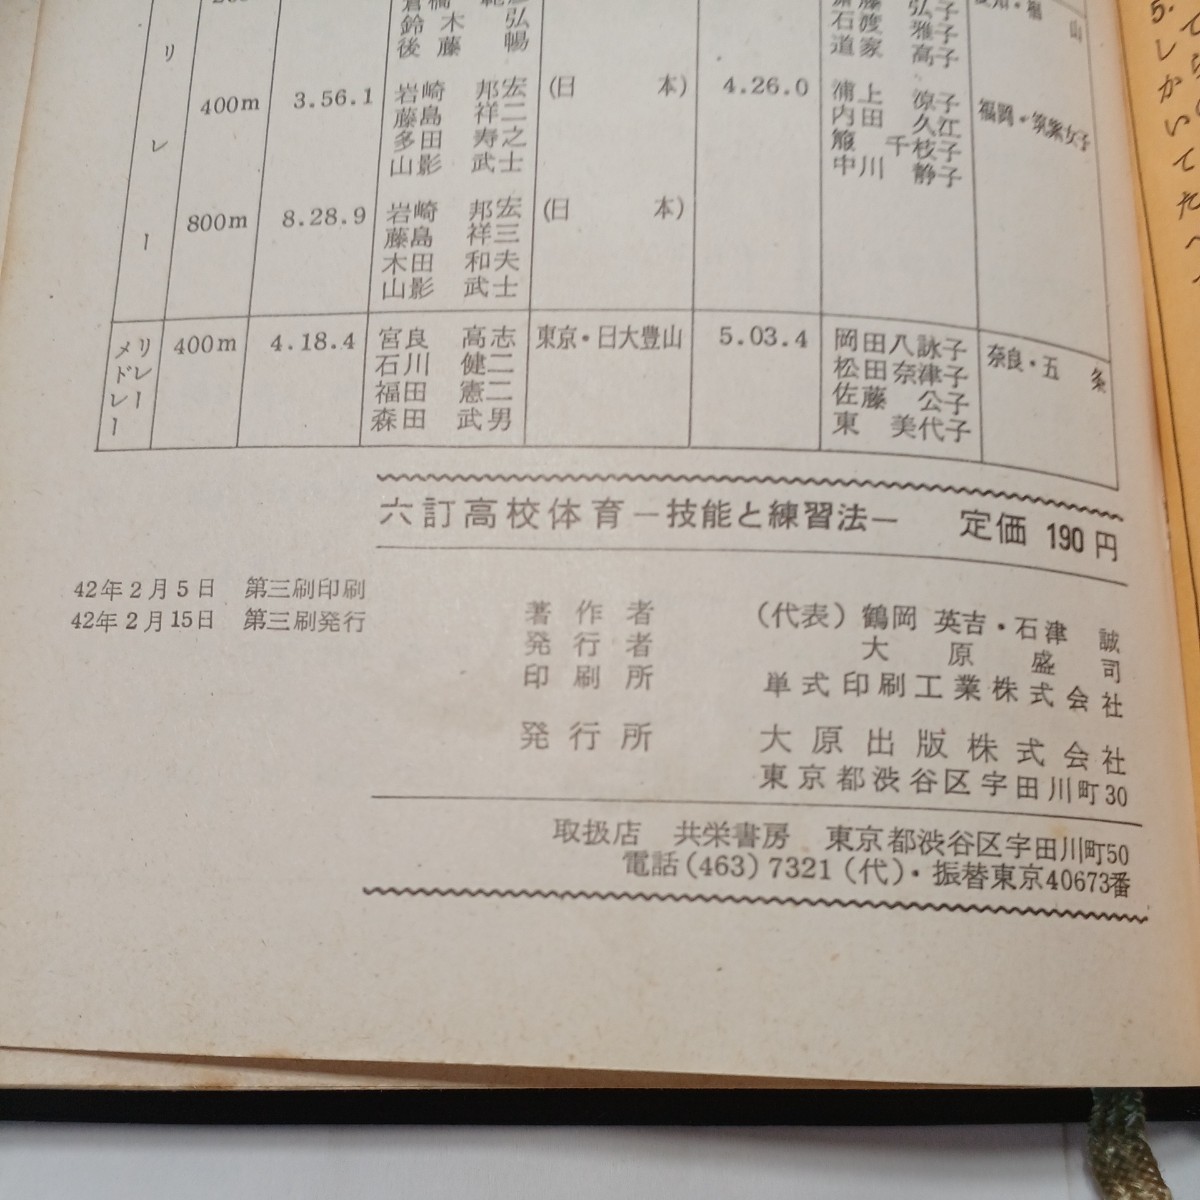 鈴木 弘
後藤 暢
石渡 雅子
道家 高子
山
リレー
400m 3.56.1 岩崎 邦宏 (日 本) 4.26.0 浦上 涼子 福岡・筑紫女子
藤島 祥二 内田 久江
多田 寿之 千枝子
山影 武士 中川 静子
800m 8.28.9 岩崎 邦宏 (日 本)
藤島 祥三
木田 和夫
山影 武士
メドレーリレー 400m 4.18.4 宮良 高志 東京・日大豊山 5.03.4 岡田八詠子 奈良・五条
石川 健二 松田奈津子
福田 憲二 佐藤 公子
森田 武男 東 美代子
六訂高校体育―技能と練習法― 定価 190円
42年2月5日 第三刷印刷
42年2月15日 第三刷発行
著作者 (代表)鶴岡 英吉・石津 誠
発行者 大原盛司
印刷所 単式印刷工業株式会社
発行所 大原出版株式会社
東京都渋谷区宇田川町30
取扱店 共栄書房 東京都渋谷区宇田川町50
電話(463)7321(代)・振替東京40673番